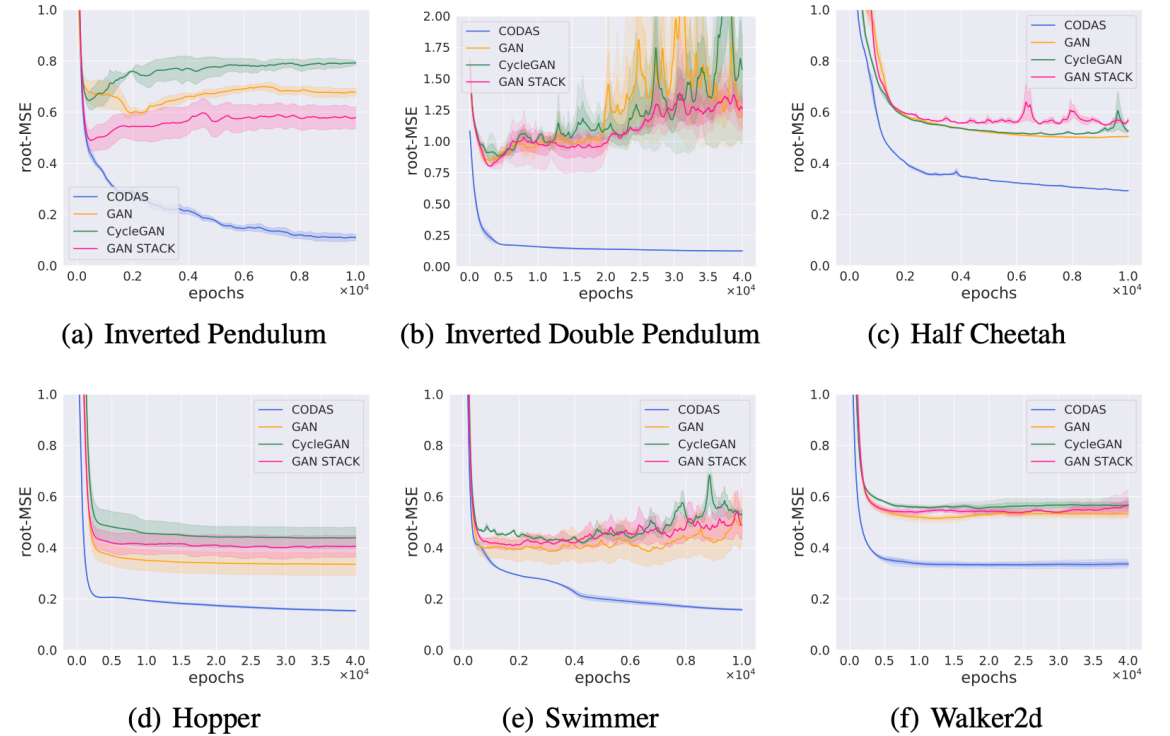 1.0
0.8
0.6
0.4
0.2
0.0
root-MSE
CODAS
GAN
CycleGAN
GAN STACK
0.0 0.2 0.4 0.6 0.8 1.0
×10⁴
epochs
(a) Inverted Pendulum
2.00
1.75
1.50
1.25
1.00
0.75
0.50
0.25
0.00
root-MSE
CODAS
GAN
CycleGAN
GAN STACK
0.0 0.5 1.0 1.5 2.0 2.5 3.0 3.5 4.0
×10⁴
epochs
(b) Inverted Double Pendulum
1.0
0.8
0.6
0.4
0.2
0.0
root-MSE
CODAS
GAN
CycleGAN
GAN STACK
0.0 0.2 0.4 0.6 0.8 1.0
×10⁴
epochs
(c) Half Cheetah
1.0
0.8
0.6
0.4
0.2
0.0
root-MSE
CODAS
GAN
CycleGAN
GAN STACK
0.0 0.5 1.0 1.5 2.0 2.5 3.0 3.5 4.0
×10⁴
epochs
(d) Hopper
1.0
0.8
0.6
0.4
0.2
0.0
root-MSE
CODAS
GAN
CycleGAN
GAN STACK
0.0 0.2 0.4 0.6 0.8 1.0
×10⁴
epochs
(e) Swimmer
1.0
0.8
0.6
0.4
0.2
0.0
root-MSE
CODAS
GAN
CycleGAN
GAN STACK
0.0 0.5 1.0 1.5 2.0 2.5 3.0 3.5 4.0
×10⁴
epochs
(f) Walker2d